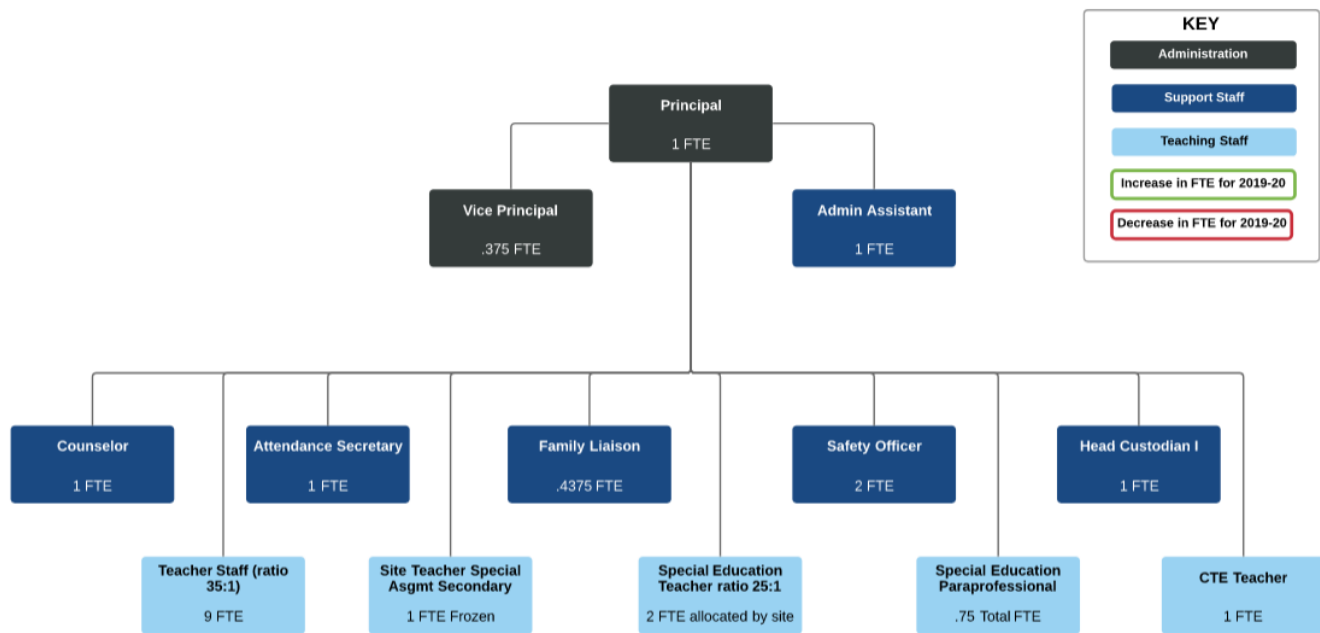 KEY
Administration
Support Staff
Teaching Staff
Increase in FTE for 2019-20
Decrease in FTE for 2019-20
Principal
1 FTE
Vice Principal
.375 FTE
Admin Assistant
1 FTE
Counselor
1 FTE
Attendance Secretary
1 FTE
Family Liaison
.4375 FTE
Safety Officer
2 FTE
Head Custodian I
1 FTE
Teacher Staff (ratio
35:1)
9 FTE
Site Teacher Special
Asgmt Secondary
1 FTE Frozen
Special Education
Teacher ratio 25:1
2 FTE allocated by site
Special Education
Paraprofessional
.75 Total FTE
CTE Teacher
1 FTE